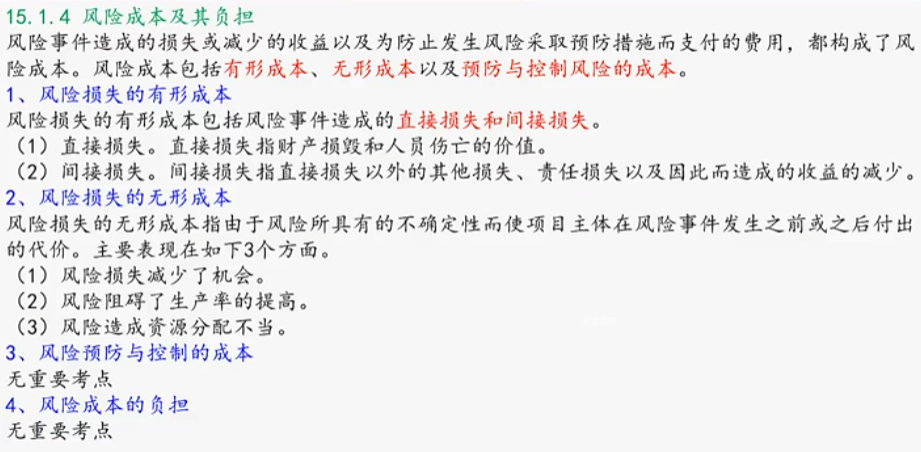 15.1.4 风险成本及其负担
风险事件造成的损失或减少的收益以及为防止发生风险采取预防措施而支付的费用，都构成了风
险成本。风险成本包括有形成本、无形成本以及预防与控制风险的成本。
1、风险损失的有形成本
风险损失的有形成本包括风险事件造成的直接损失和间接损失。
（1）直接损失。直接损失指财产损毁和人员伤亡的价值。
（2）间接损失。间接损失指直接损失以外的其他损失、责任损失以及因此而造成的收益的减少。
2、风险损失的无形成本
风险损失的无形成本指由于风险所具有的不确定性而使项目主体在风险事件发生之前或之后付出
的代价。主要表现在如下3个方面。
（1）风险损失减少了机会。
（2）风险阻碍了生产率的提高。
（3）风险造成资源分配不当。
3、风险预防与控制的成本
无重要考点
4、风险成本的负担
无重要考点